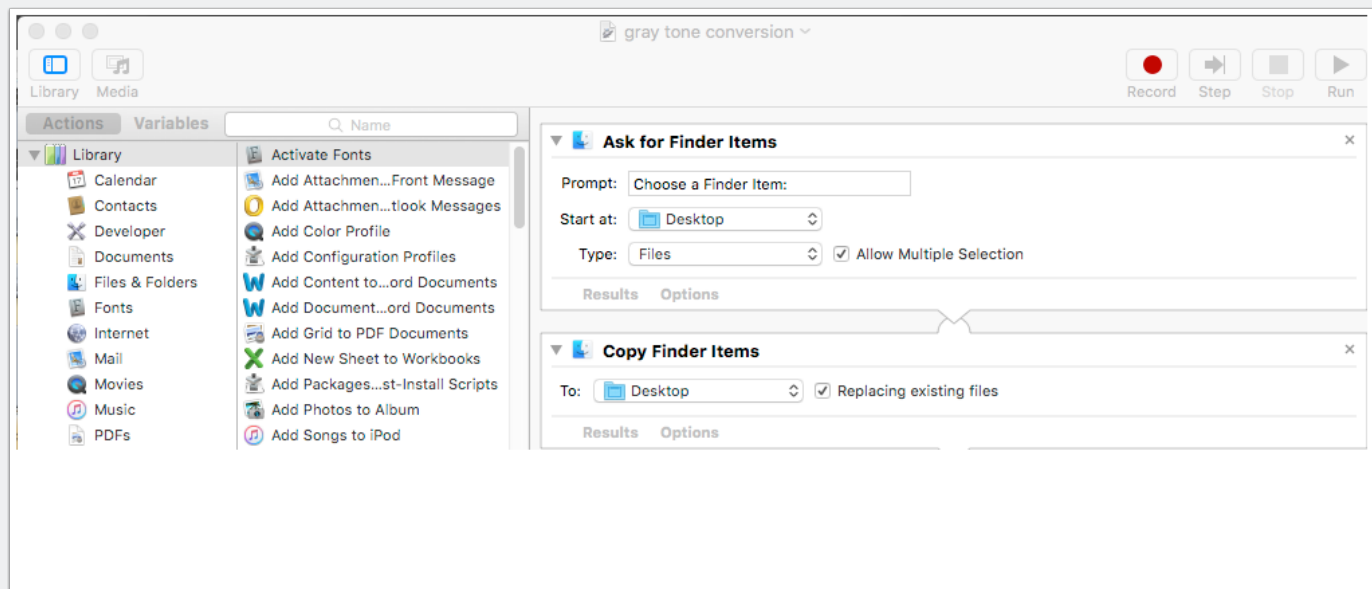 gray tone conversion
Library Media
Record Step Stop Run
Actions Variables Name
Library
Calendar
Contacts
Developer
Documents
Files & Folders
Fonts
Internet
Mail
Movies
Music
PDFs
Activate Fonts
Add Attachmen...Front Message
Add Attachmen...tlook Messages
Add Color Profile
Add Configuration Profiles
Add Content to...ord Documents
Add Document...ord Documents
Add Grid to PDF Documents
Add New Sheet to Workbooks
Add Packages...st-Install Scripts
Add Photos to Album
Add Songs to iPod
Ask for Finder Items
Prompt: Choose a Finder Item:
Start at: Desktop
Type: Files Allow Multiple Selection
Results Options
Copy Finder Items
To: Desktop Replacing existing files
Results Options